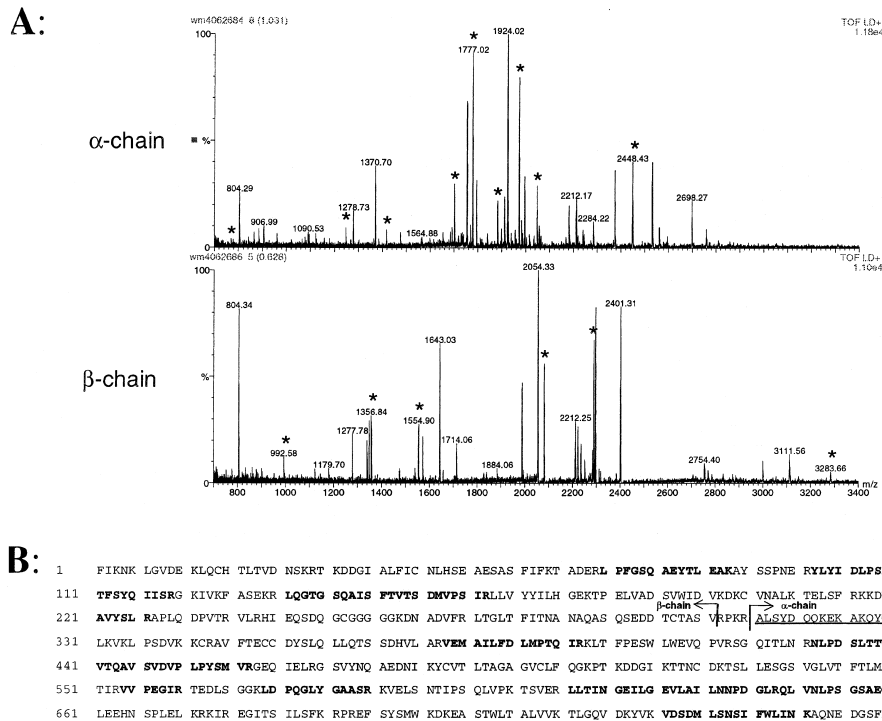 A:
wm4062684 8 (1.031)
TOF LD+
1.18e4
α-chain
100
%
0
804.29
906.99
1090.53
1278.73
1370.70
1564.88
1777.02
1924.02
2212.17
2284.22
2448.43
2698.27
wm4062686 5 (0.628)
TOF LD+
1.10e4
β-chain
100
%
0
804.34
992.58
1179.70
1277.78
1356.84
1554.90
1643.03
1714.06
1884.06
2054.33
2212.25
2401.31
2754.40
3111.56
3283.66
m/z
800 1000 1200 1400 1600 1800 2000 2200 2400 2600 2800 3000 3200 3400
B:
1 FIKNK LGVDE KLQCH TLTVD NSKRT KDDGI ALFIC NLHSE AESAS FIFKT ADERL PFGSQ AEYTL EAKAY SSPNE RYLYI DLPS
111 TFSYQ IISRG KIVKF ASEKR LQGTG SQAIS FTVTS DMVPS IRLLV YYILH GEKTP ELVAD SVWID VKDKC VNALK TELSF RRKKD
β-chain α-chain
221 AVYSL RAPLQ DPVTR VLRHI EQSDQ GCGGG GGKDN ADVFR LTGLT FITNA NAQSA QSEDD TCTAS VRPKR ALSYD QQKEK AKQY
331 LKVKL PSDVK KCRAV FTECC DYSLQ LLQTS SDHVL ARVEM AILFD LMPTQ IRKLT FPESW LWEVQ PVRSG QITLN RNLPD SLTT
441 VTQAV SVDVP LPYSM VRGEQ IELRG SVYNQ AEDNI KYCVT LTAGA GVCLF QGKPT KDDGI KTTNC DKTSL LESGS VGLVT FTLM
551 TIRVV PEGIR TEDLS GGKLD PQGLY GAASR KVELS NTIPS QLVPK TSVER LLTIN GEILG EVLAI LNNPD GLRQL VNLPS GSAE
661 LEEHN SPLEL KRKIR EGITS ILSFK RPREF SYSMW KDKEA STWLT ALVVK TLGQV DKYVK VDSDM LSNSI FWLIN KAQNE DGSF